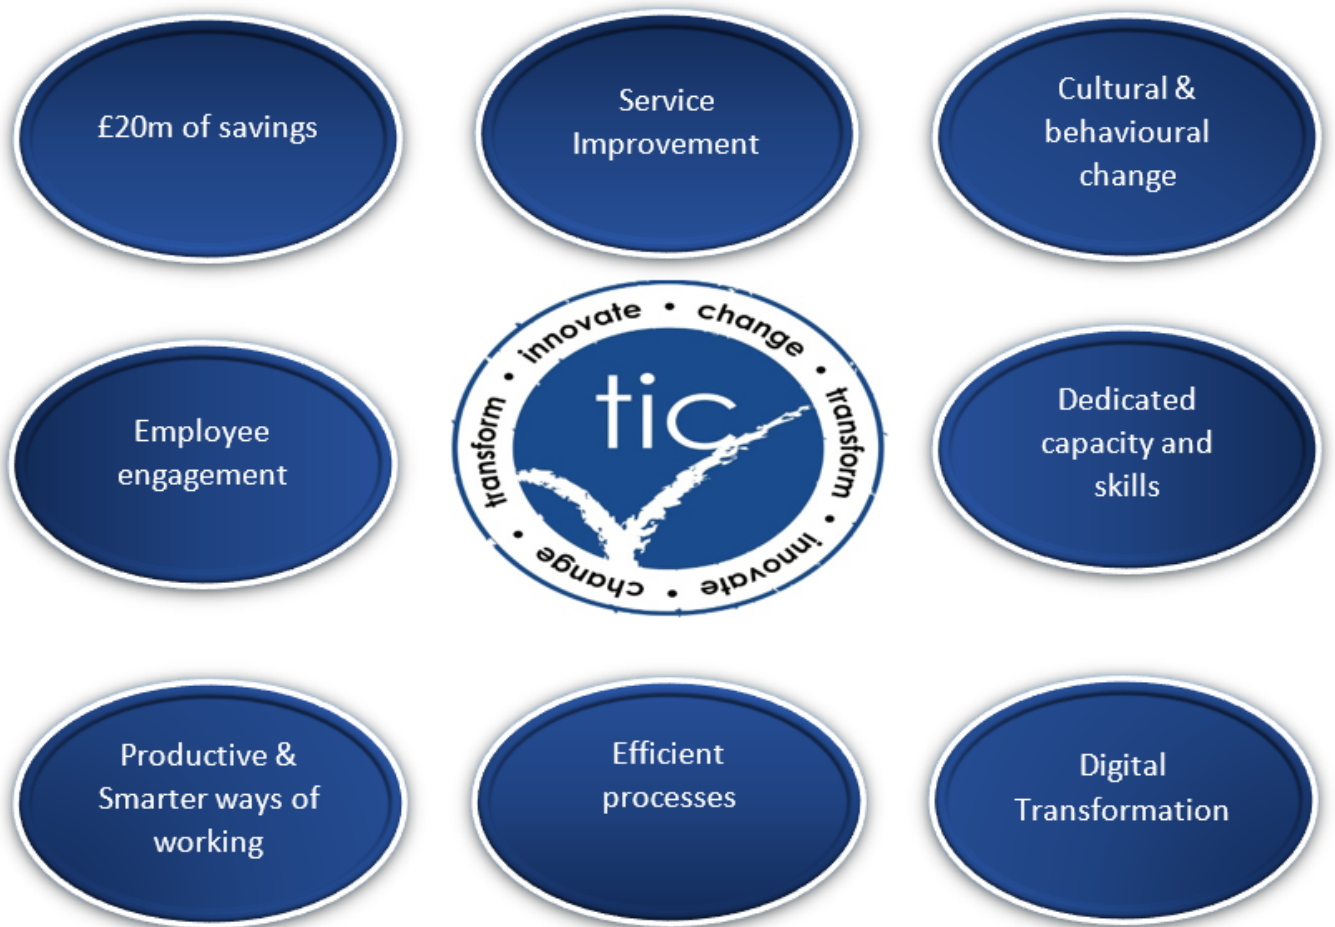 £20m of savings
Service
Improvement
Cultural &
behavioural
change
Employee
engagement
tic
innovate • change • transform • innovate • change • transform •
Dedicated
capacity and
skills
Productive &
Smarter ways of
working
Efficient
processes
Digital
Transformation